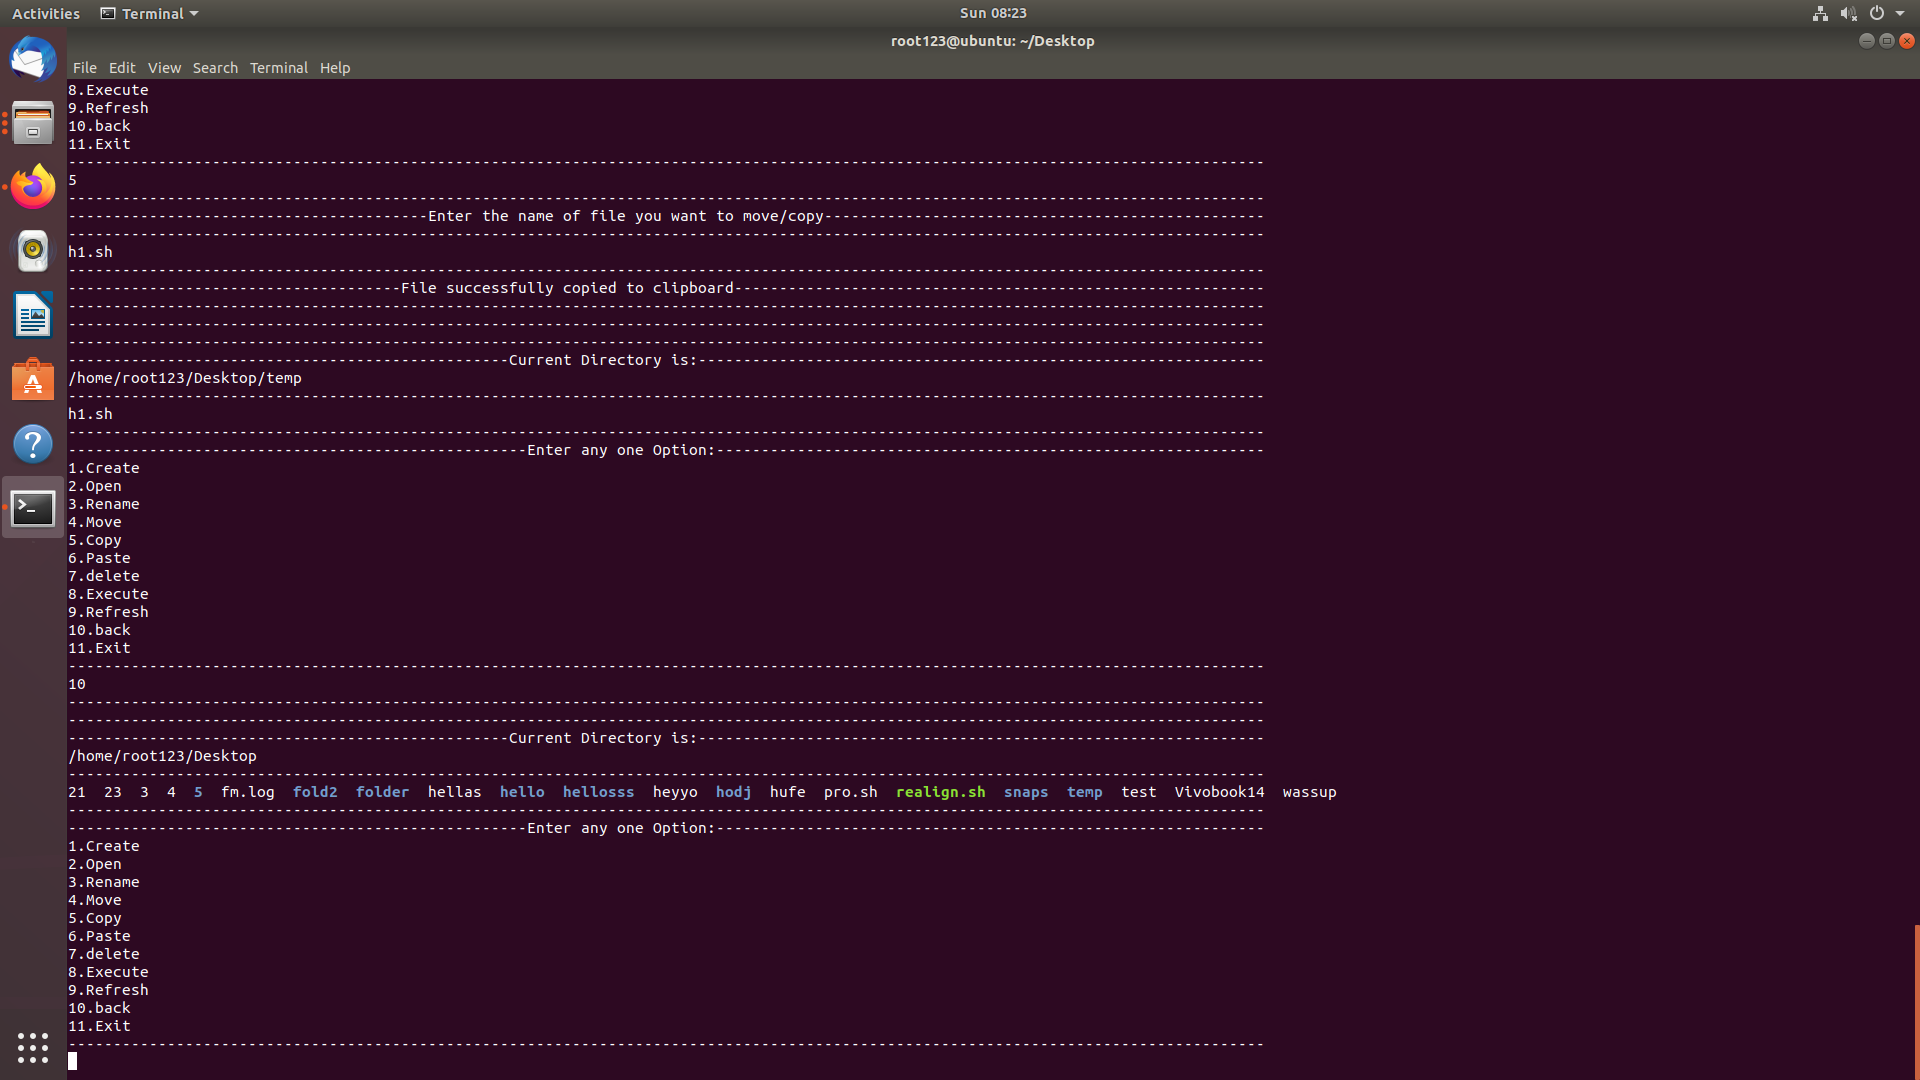 Activities Terminal Sun 08:23
root123@ubuntu: ~/Desktop
File Edit View Search Terminal Help
8.Execute
9.Refresh
10.back
11.Exit
-------------------------------------------------------------------------------------------------------------------------------------
5
-------------------------------------------------------------------------------------------------------------------------------------
----------------------------------------Enter the name of file you want to move/copy-------------------------------------------------
-------------------------------------------------------------------------------------------------------------------------------------
h1.sh
-------------------------------------------------------------------------------------------------------------------------------------
-------------------------------------File successfully copied to clipboard-----------------------------------------------------------
-------------------------------------------------------------------------------------------------------------------------------------
-------------------------------------------------------------------------------------------------------------------------------------
-------------------------------------------------------------------------------------------------------------------------------------
-------------------------------------------------Current Directory is:---------------------------------------------------------------
/home/root123/Desktop/temp
-------------------------------------------------------------------------------------------------------------------------------------
h1.sh
-------------------------------------------------------------------------------------------------------------------------------------
---------------------------------------------------Enter any one Option:-------------------------------------------------------------
1.Create
2.Open
3.Rename
4.Move
5.Copy
6.Paste
7.delete
8.Execute
9.Refresh
10.back
11.Exit
-------------------------------------------------------------------------------------------------------------------------------------
10
-------------------------------------------------------------------------------------------------------------------------------------
-------------------------------------------------------------------------------------------------------------------------------------
-------------------------------------------------Current Directory is:---------------------------------------------------------------
/home/root123/Desktop
-------------------------------------------------------------------------------------------------------------------------------------
21  23  3  4  5  fm.log  fold2  folder  hellas  hello  hellosss  heyyo  hodj  hufe  pro.sh  realign.sh  snaps  temp  test  Vivobook14  wassup
-------------------------------------------------------------------------------------------------------------------------------------
---------------------------------------------------Enter any one Option:-------------------------------------------------------------
1.Create
2.Open
3.Rename
4.Move
5.Copy
6.Paste
7.delete
8.Execute
9.Refresh
10.back
11.Exit
-------------------------------------------------------------------------------------------------------------------------------------